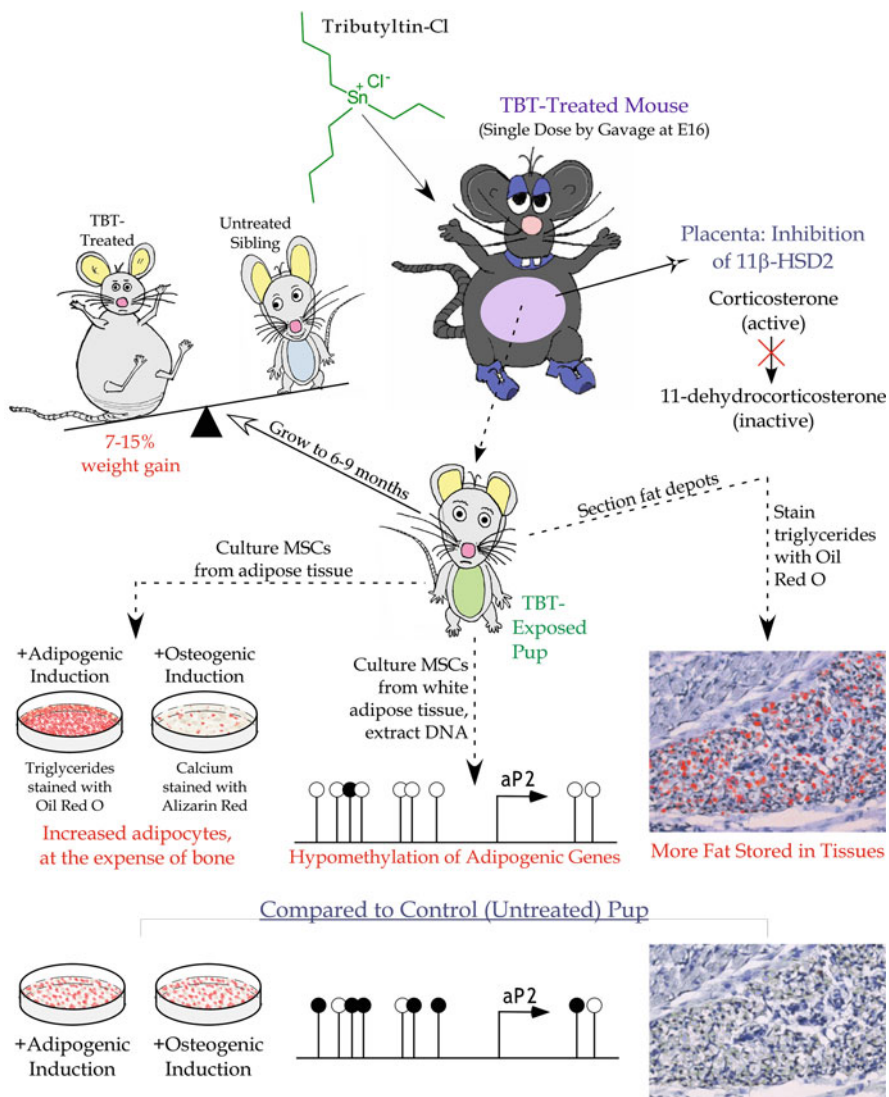 Tributyltin-Cl
Sn
+
Cl-
TBT-Treated Mouse
(Single Dose by Gavage at E16)
TBT-
Treated
Untreated
Sibling
Placenta: Inhibition
of 11β-HSD2
Corticosterone
(active)
11-dehydrocorticosterone
(inactive)
7-15%
weight gain
Grow to 6-9 months
Section fat depots
Stain
triglycerides
with Oil
Red O
Culture MSCs
from adipose tissue
TBT-
Exposed
Pup
+Adipogenic
Induction
+Osteogenic
Induction
Culture MSCs
from white
adipose tissue,
extract DNA
Triglycerides
stained with
Oil Red O
Calcium
stained with
Alizarin Red
Increased adipocytes,
at the expense of bone
aP2
Hypomethylation of Adipogenic Genes
More Fat Stored in Tissues
Compared to Control (Untreated) Pup
+Adipogenic
Induction
+Osteogenic
Induction
aP2